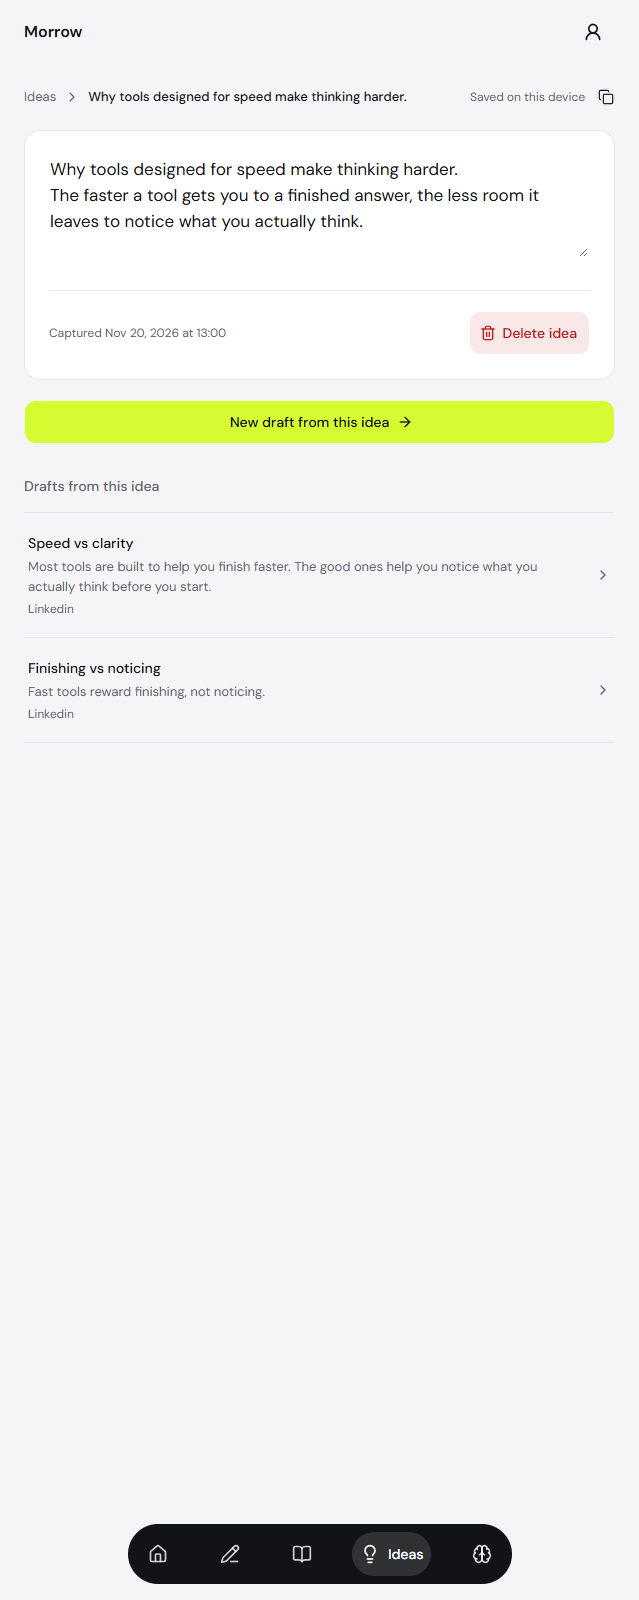 Morrow
Ideas
Why tools designed for speed make thinking harder.
Saved on this device
Why tools designed for speed make thinking harder.
The faster a tool gets you to a finished answer, the less room it
leaves to notice what you actually think.
Captured Nov 20, 2026 at 13:00
Delete idea
New draft from this idea
Drafts from this idea
Speed vs clarity
Most tools are built to help you finish faster. The good ones help you notice what you
actually think before you start.
Linkedin
Finishing vs noticing
Fast tools reward finishing, not noticing.
Linkedin
Ideas